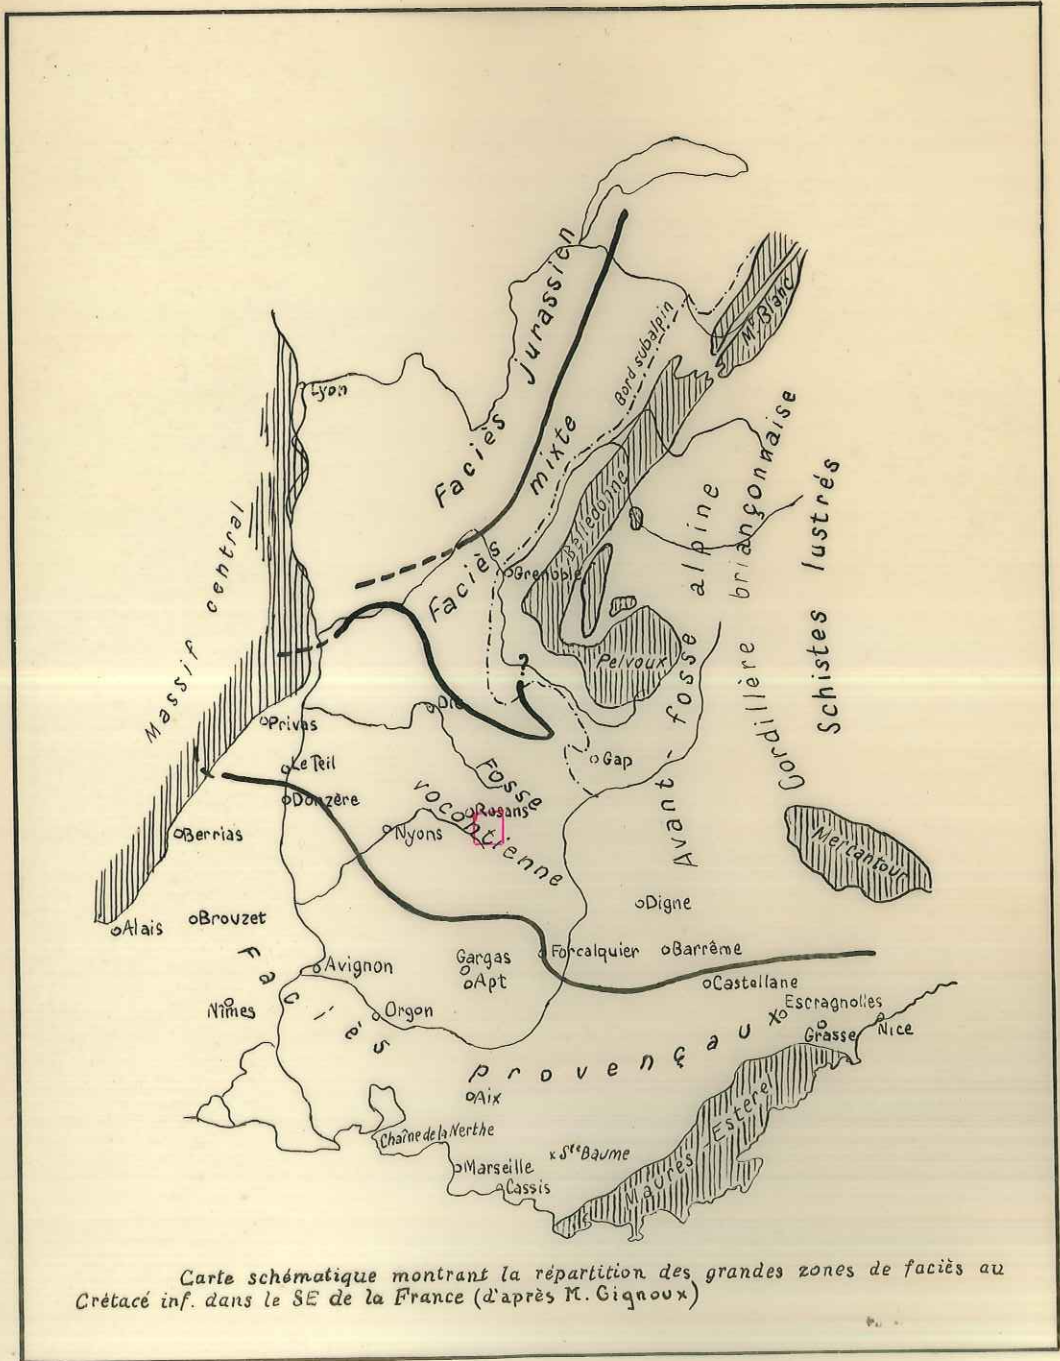 Faciès jurassien
Mt Blanc
Bord subalpin
Lyon
Faciès mixte
Massif central
Belledonne
Grenoble
Avant-fosse alpine
Cordillère briançonnaise
Schistes lustrés
Pelvoux
?
Die
Privas
Gap
Le Teil
Fosse
vocontienne
Donzère
Rosans
Nyons
Berrias
Mercantour
Digne
Alais
Brouzet
Forcalquier
Barrême
Gargas
Avignon
Apt
Castellane
Nîmes
Orgon
Escragnolles
Grasse
Nice
Faciès provençaux
Aix
Chaîne de la Nerthe
Ste Baume
Marseille
Cassis
Maures-Esterel
Carte schématique montrant la répartition des grandes zones de faciès au
Crétacé inf. dans le SE de la France (d'après M. Gignoux)